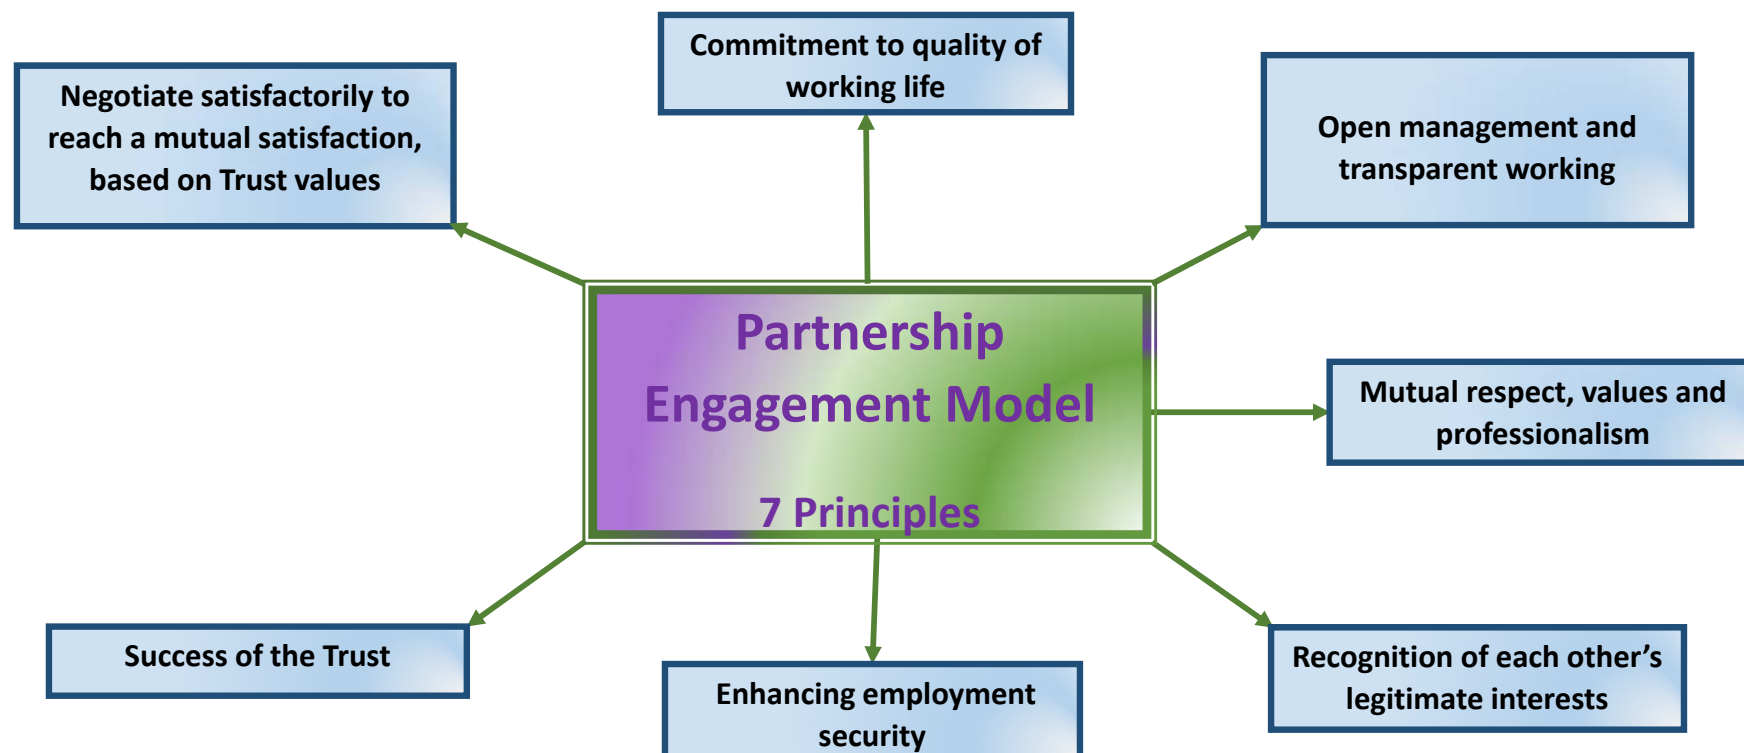 Commitment to quality of
working life
Negotiate satisfactorily to
reach a mutual satisfaction,
based on Trust values
Open management and
transparent working
Partnership
Engagement Model
7 Principles
Mutual respect, values and
professionalism
Success of the Trust
Enhancing employment
security
Recognition of each other’s
legitimate interests